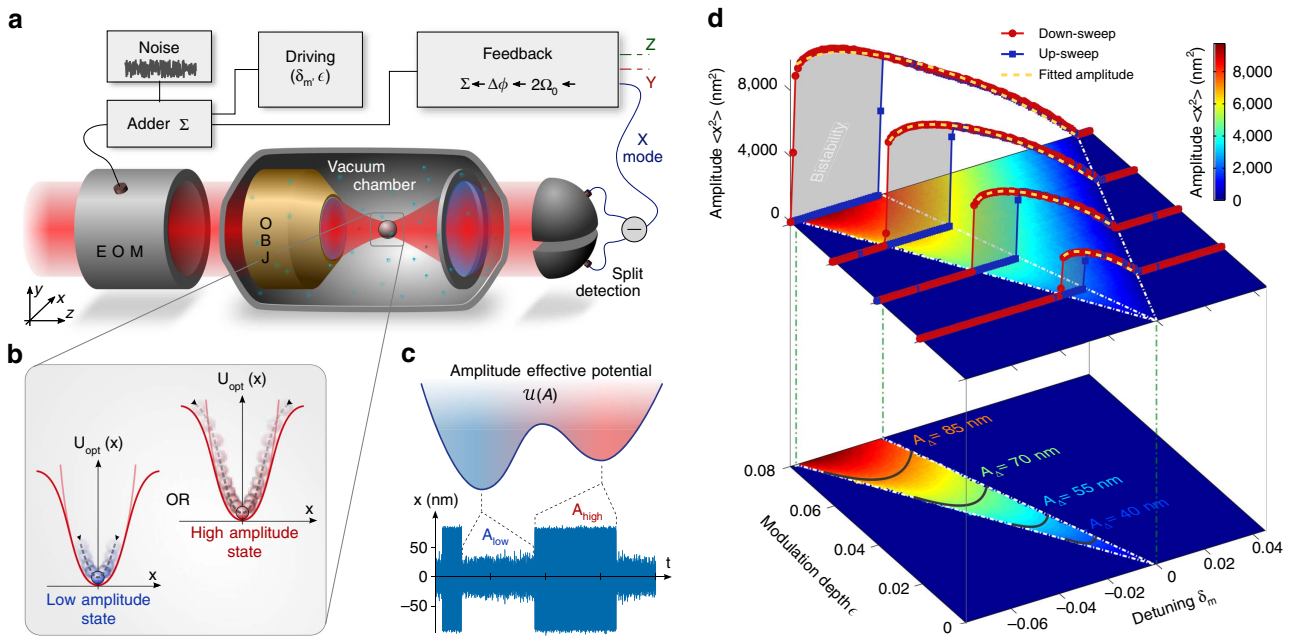 a
Noise
Driving
(δm, ϵ)
Feedback
Σ ← Δϕ ← 2Ω0 ←
Z
Y
Adder Σ
X
mode
Vacuum
chamber
EOM
O
B
J
Split
detection
y
x
z
b
Uopt (x)
Uopt (x)
OR
x
x
High amplitude
state
Low amplitude
state
c
Amplitude effective potential
𝒰(A)
x (nm)
Alow
Ahigh
50
0
−50
t
d
Down-sweep
Up-sweep
Fitted amplitude
Amplitude <x²> (nm²)
8,000
4,000
0
Bistability
Amplitude <x²> (nm²)
8,000
6,000
4,000
2,000
0
AΔ= 85 nm
AΔ= 70 nm
AΔ= 55 nm
AΔ= 40 nm
0.08
0.06
0.04
0.02
0
Modulation depth ϵ
−0.06
−0.04
−0.02
0
0.02
0.04
Detuning δm